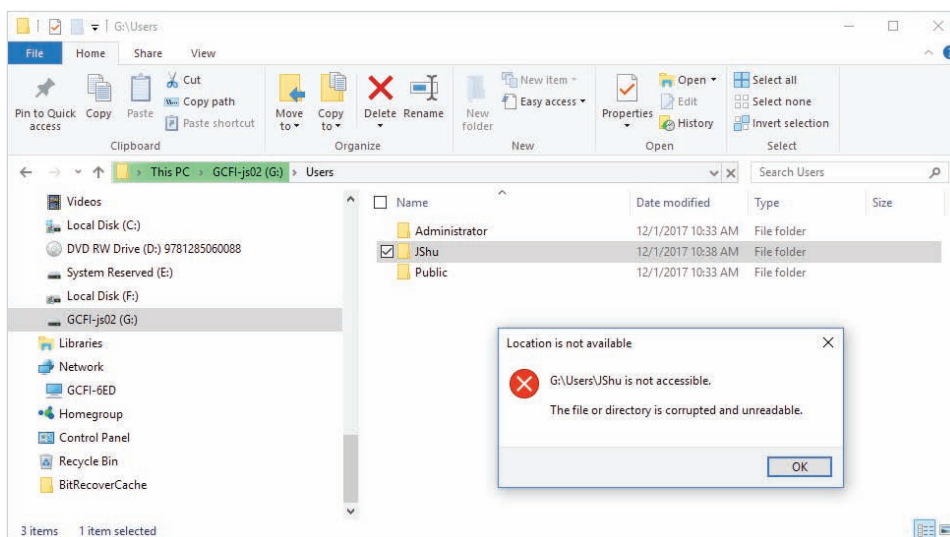 G:\Users
File Home Share View
Pin to Quick access
Copy
Paste
Cut
Copy path
Paste shortcut
Clipboard
Move to
Copy to
Delete
Rename
Organize
New folder
New item
Easy access
New
Properties
Open
Edit
History
Open
Select all
Select none
Invert selection
Select
This PC > GCFI-js02 (G:) > Users
Search Users
Videos
Local Disk (C:)
DVD RW Drive (D:) 9781285060088
System Reserved (E:)
Local Disk (F:)
GCFI-js02 (G:)
Libraries
Network
GCFI-6ED
Homegroup
Control Panel
Recycle Bin
BitRecoverCache
Name Date modified Type Size
Administrator 12/1/2017 10:33 AM File folder
JShu 12/1/2017 10:38 AM File folder
Public 12/1/2017 10:33 AM File folder
Location is not available
G:\Users\JShu is not accessible.
The file or directory is corrupted and unreadable.
OK
3 items 1 item selected